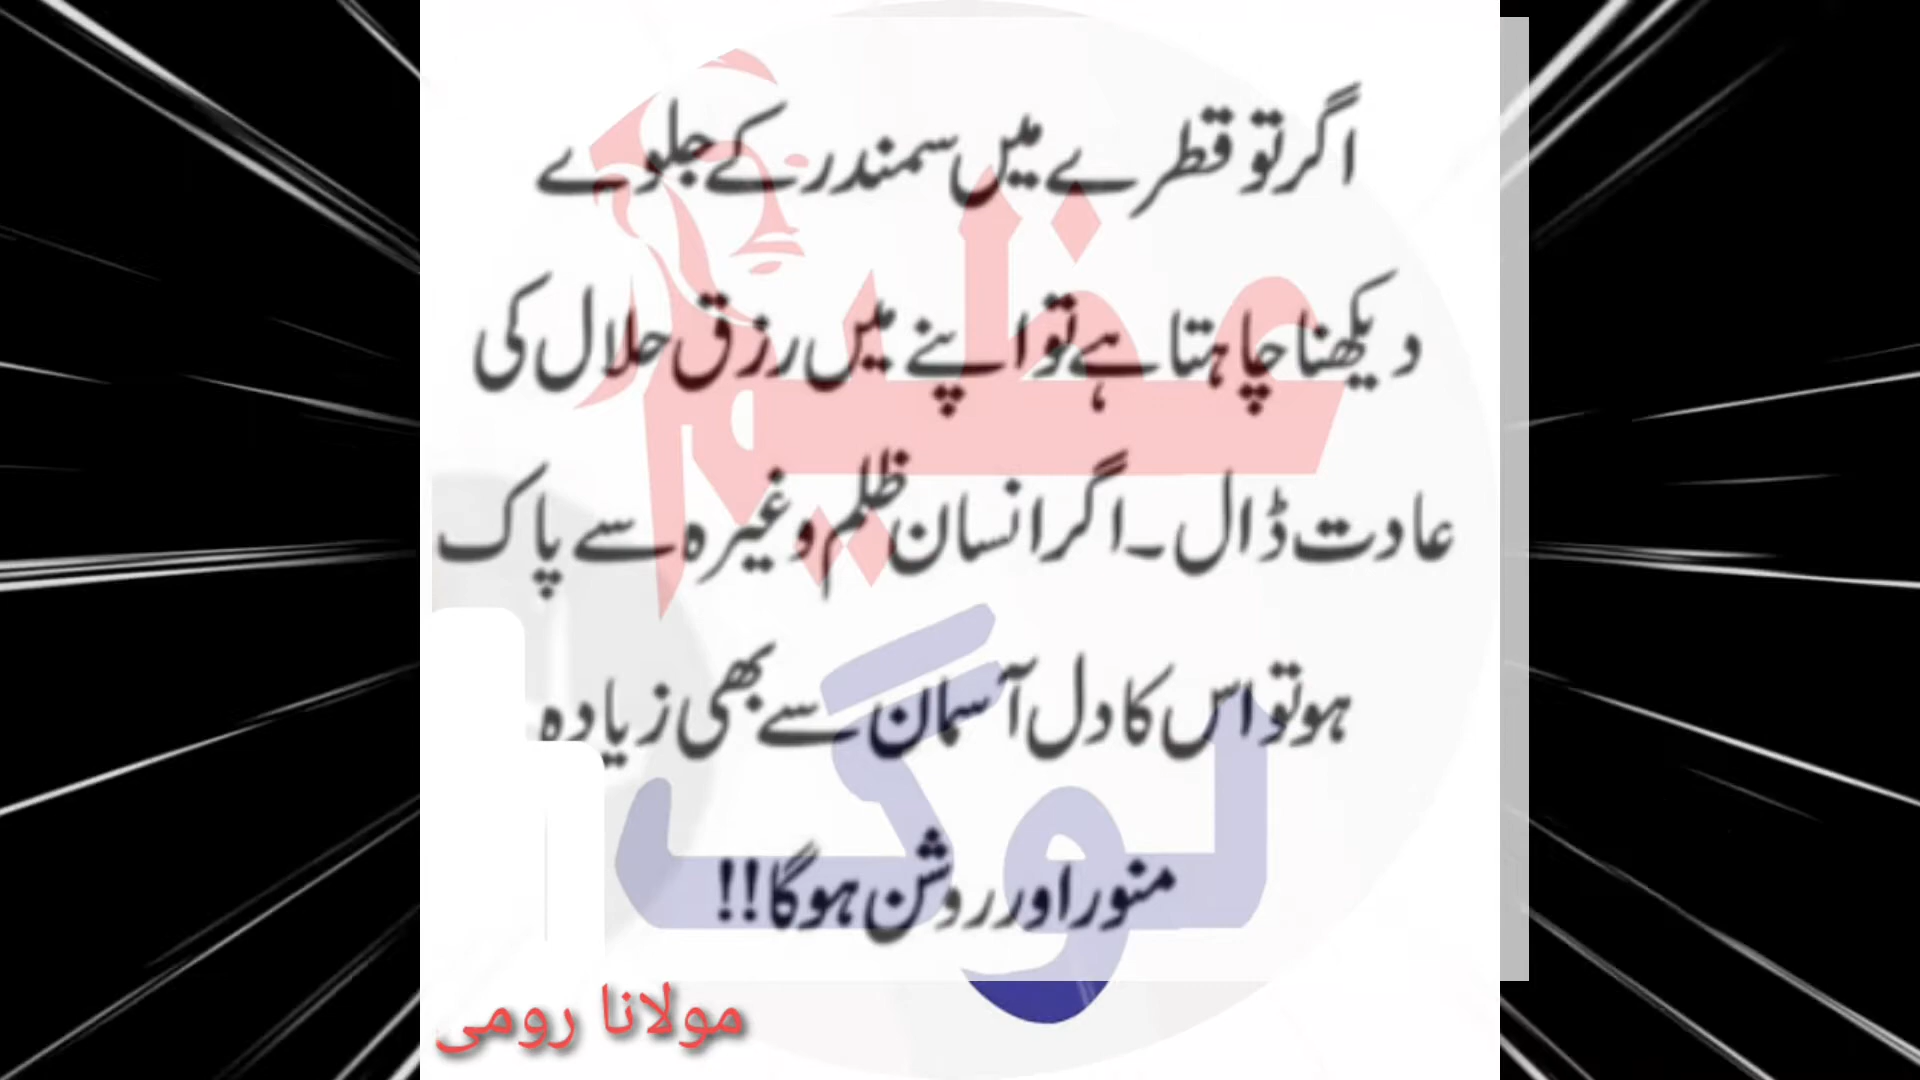 اگر تو قطرے میں سمندر کے جلوے
دیکھنا چاہتا ہے تو اپنے میں رزق حلال کی
عادت ڈال۔ اگر انسان ظلم وغیرہ سے پاک
ہو تو اس کا دل آسمان سے بھی زیادہ
منور اور روشن ہوگا!!
مولانا رومی
عظیم
لوگ